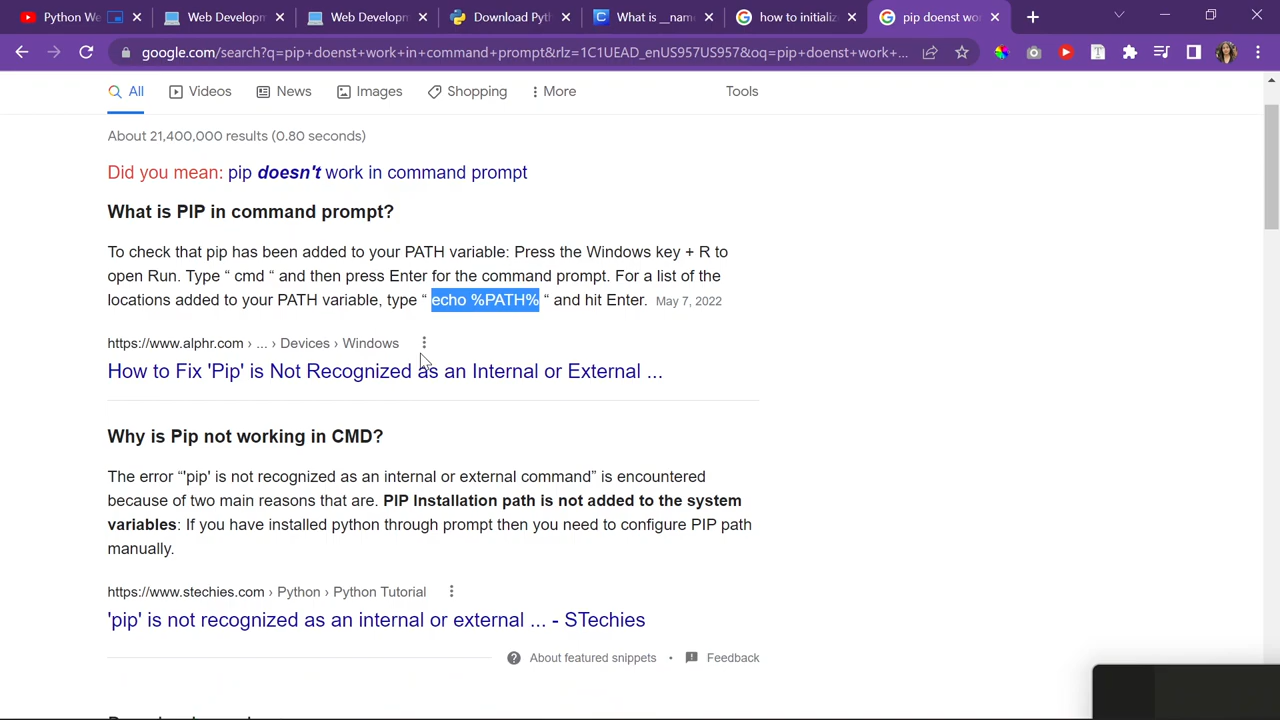 Python We
Web Developm
Web Developm
Download Pyt
What is __nam
how to initializ
pip doenst wo
google.com/search?q=pip+doenst+work+in+command+prompt&rlz=1C1UEAD_enUS957US957&oq=pip+doenst+work+...
All
Videos
News
Images
Shopping
More
Tools
About 21,400,000 results (0.80 seconds)
Did you mean: pip doesn't work in command prompt
What is PIP in command prompt?
To check that pip has been added to your PATH variable: Press the Windows key + R to
open Run. Type “ cmd “ and then press Enter for the command prompt. For a list of the
locations added to your PATH variable, type “ echo %PATH% “ and hit Enter. May 7, 2022
https://www.alphr.com › ... › Devices › Windows
How to Fix 'Pip' is Not Recognized as an Internal or External ...
Why is Pip not working in CMD?
The error “'pip' is not recognized as an internal or external command” is encountered
because of two main reasons that are. PIP Installation path is not added to the system
variables: If you have installed python through prompt then you need to configure PIP path
manually.
https://www.stechies.com › Python › Python Tutorial
'pip' is not recognized as an internal or external ... - STechies
About featured snippets • Feedback